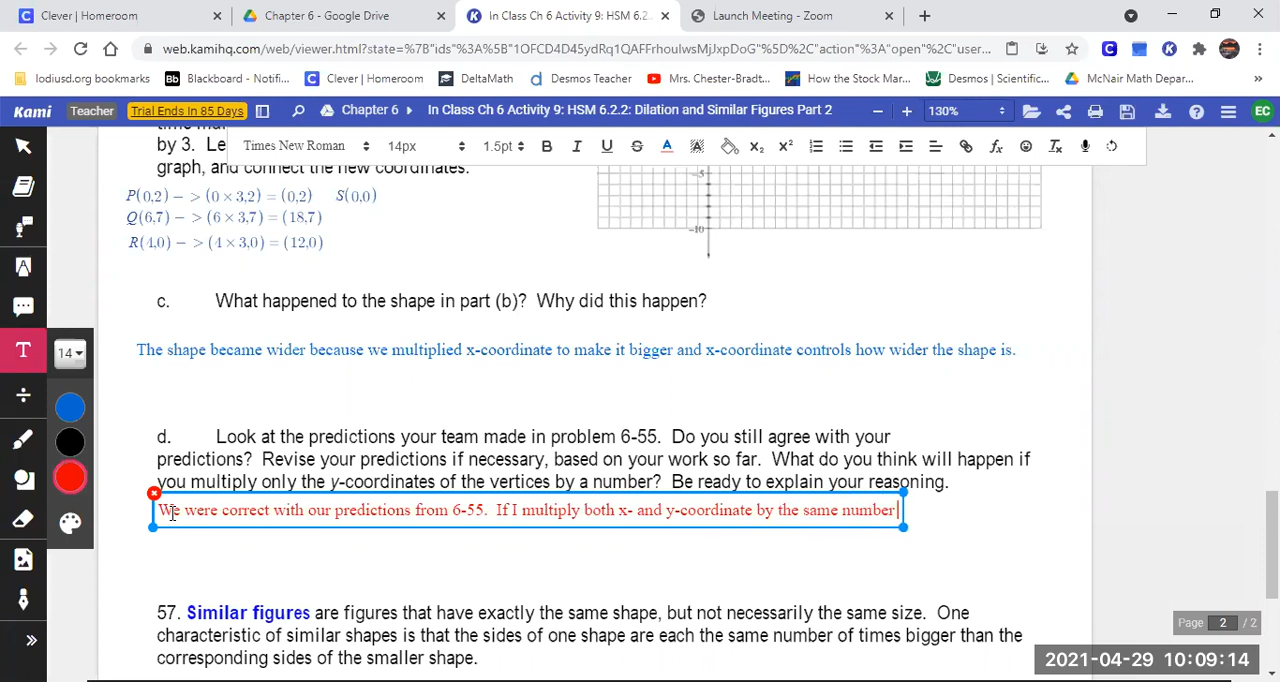 Clever | Homeroom
Chapter 6 - Google Drive
In Class Ch 6 Activity 9: HSM 6.2.2:
Launch Meeting - Zoom
web.kamihq.com/web/viewer.html?state=%7B"ids"%3A%5B"1OFCD4D45ydRq1QAFFrhoulwsMjJxpDoG"%5D%2C"action"%3A"open"%2C"user...
lodiusd.org bookmarks
Blackboard - Notifi...
Clever | Homeroom
DeltaMath
Desmos Teacher
Mrs. Chester-Bradt...
How the Stock Mar...
Desmos | Scientific...
McNair Math Depar...
Kami
Teacher
Trial Ends In 85 Days
Chapter 6
In Class Ch 6 Activity 9: HSM 6.2.2: Dilation and Similar Figures Part 2
130%
EC
Times New Roman
14px
1.5pt
by 3. Le
graph, and connect the new coordinates.
P(0,2) – > (0 × 3,2) = (0,2) S(0,0)
Q(6,7) – > (6 × 3,7) = (18,7)
R(4,0) – > (4 × 3,0) = (12,0)
-5
-10
c. What happened to the shape in part (b)? Why did this happen?
14
The shape became wider because we multiplied x-coordinate to make it bigger and x-coordinate controls how wider the shape is.
d. Look at the predictions your team made in problem 6-55. Do you still agree with your
predictions? Revise your predictions if necessary, based on your work so far. What do you think will happen if
you multiply only the y-coordinates of the vertices by a number? Be ready to explain your reasoning.
We were correct with our predictions from 6-55. If I multiply both x- and y-coordinate by the same number
57. Similar figures are figures that have exactly the same shape, but not necessarily the same size. One
characteristic of similar shapes is that the sides of one shape are each the same number of times bigger than the
corresponding sides of the smaller shape.
Page 2 / 2
2021-04-29 10:09:14